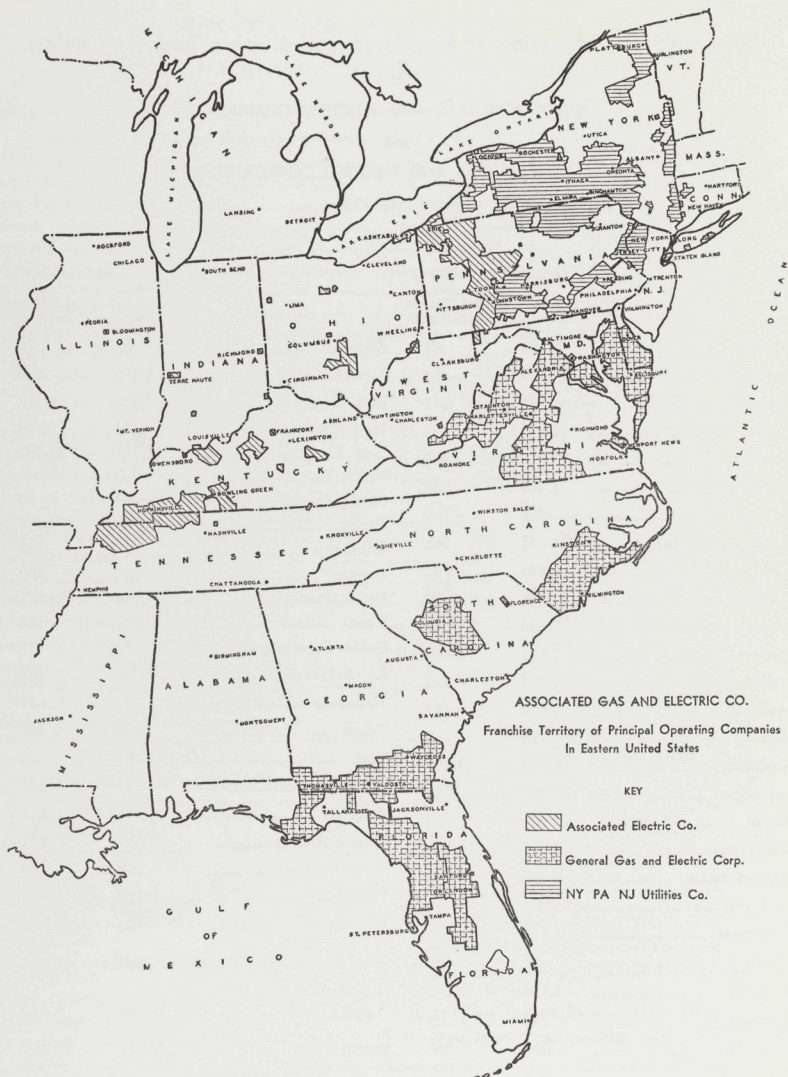 MICHIGAN
LAKE MICHIGAN
LAKE HURON
LAKE ONTARIO
LAKE ERIE
PLATTSBURG
BURLINGTON
VT.
NEW YORK
UTICA
LOCKPORT
ROCHESTER
ALBANY
MASS.
ONEONTA
ITHACA
BINGHAMTON
ELMIRA
HARTFORD
CONN.
NEW HAVEN
LANSING
DETROIT
ROCKFORD
CHICAGO
SOUTH BEND
ASHTABULA
ERIE
CLEVELAND
SCRANTON
NEW YORK
LONG
JERSEY CITY
STATEN ISLAND
PENNSYLVANIA
ALTOONA
HARRISBURG
READING
TRENTON
PITTSBURGH
JOHNSTOWN
PHILADELPHIA
N.J.
HANOVER
WILMINGTON
PEORIA
BLOOMINGTON
ILLINOIS
LIMA
CANTON
OHIO
WHEELING
COLUMBUS
INDIANA
RICHMOND
TERRE HAUTE
CINCINNATI
CLARKSBURG
BALTIMORE
M D.
WASHINGTON
DOVER
ALEXANDRIA
SALISBURY
WEST
VIRGINIA
MT. VERNON
LOUISVILLE
FRANKFORT
LEXINGTON
ASHLAND
HUNTINGTON
CHARLESTON
STAUNTON
CHARLOTTESVILLE
RICHMOND
VIRGINIA
NEWPORT NEWS
NORFOLK
ROANOKE
OWENSBORO
KENTUCKY
BOWLING GREEN
HOPKINSVILLE
NASHVILLE
KNOXVILLE
TENNESSEE
MEMPHIS
CHATTANOOGA
WINSTON SALEM
NORTH CAROLINA
ASHEVILLE
CHARLOTTE
KINSTON
WILMINGTON
SOUTH
FLORENCE
COLUMBIA
CAROLINA
AUGUSTA
CHARLESTON
ATLANTIC OCEAN
MISSISSIPPI
JACKSON
ALABAMA
BIRMINGHAM
MONTGOMERY
ATLANTA
MACON
GEORGIA
SAVANNAH
WAYCROSS
THOMASVILLE
VALDOSTA
TALLAHASSEE
JACKSONVILLE
FLORIDA
SANFORD
ORLANDO
TAMPA
ST. PETERSBURG
FLORIDA
MIAMI
GULF
OF
MEXICO
ASSOCIATED GAS AND ELECTRIC CO.
Franchise Territory of Principal Operating Companies
In Eastern United States
KEY
Associated Electric Co.
General Gas and Electric Corp.
NY PA NJ Utilities Co.